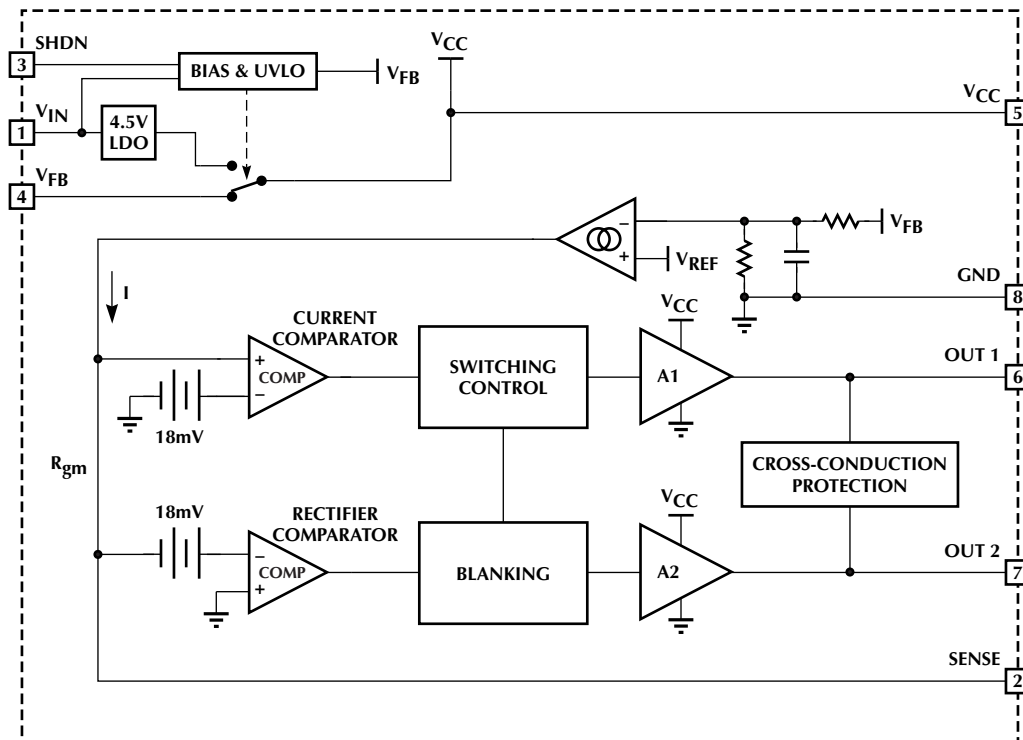 SHDN
3
BIAS & UVLO
VFB
VCC
VCC
5
VIN
1
4.5V
LDO
VFB
4
−
+
VREF
VFB
GND
8
I
CURRENT
COMPARATOR
+
COMP
−
18mV
SWITCHING
CONTROL
VCC
A1
OUT 1
6
Rgm
CROSS-CONDUCTION
PROTECTION
18mV
RECTIFIER
COMPARATOR
−
COMP
+
BLANKING
VCC
A2
OUT 2
7
SENSE
2